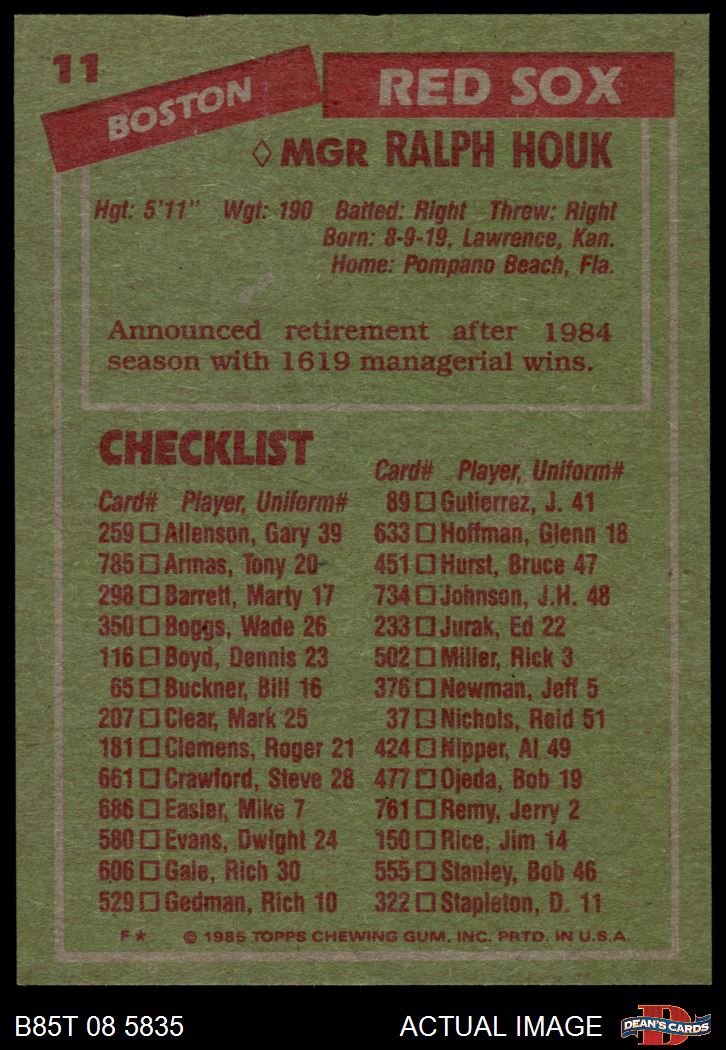 11
BOSTON RED SOX
◊ MGR RALPH HOUK
Hgt: 5'11" Wgt: 190 Batted: Right Threw: Right
Born: 8-9-19, Lawrence, Kan.
Home: Pompano Beach, Fla.
Announced retirement after 1984
season with 1619 managerial wins.
CHECKLIST
Card# Player, Uniform#
259 □ Allenson, Gary 39
785 □ Armas, Tony 20
298 □ Barrett, Marty 17
350 □ Boggs, Wade 26
116 □ Boyd, Dennis 23
65 □ Buckner, Bill 16
207 □ Clear, Mark 25
181 □ Clemens, Roger 21
661 □ Crawford, Steve 28
686 □ Easler, Mike 7
580 □ Evans, Dwight 24
606 □ Gale, Rich 30
529 □ Gedman, Rich 10
Card# Player, Uniform#
89 □ Gutierrez, J. 41
633 □ Hoffman, Glenn 18
451 □ Hurst, Bruce 47
734 □ Johnson, J.H. 48
233 □ Jurak, Ed 22
502 □ Miller, Rick 3
376 □ Newman, Jeff 5
37 □ Nichols, Reid 51
424 □ Nipper, Al 49
477 □ Ojeda, Bob 19
761 □ Remy, Jerry 2
150 □ Rice, Jim 14
555 □ Stanley, Bob 46
322 □ Stapleton, D. 11
F* © 1985 TOPPS CHEWING GUM, INC. PRTD. IN U.S.A.
B85T 08 5835
ACTUAL IMAGE
D
DEAN'S CARDS